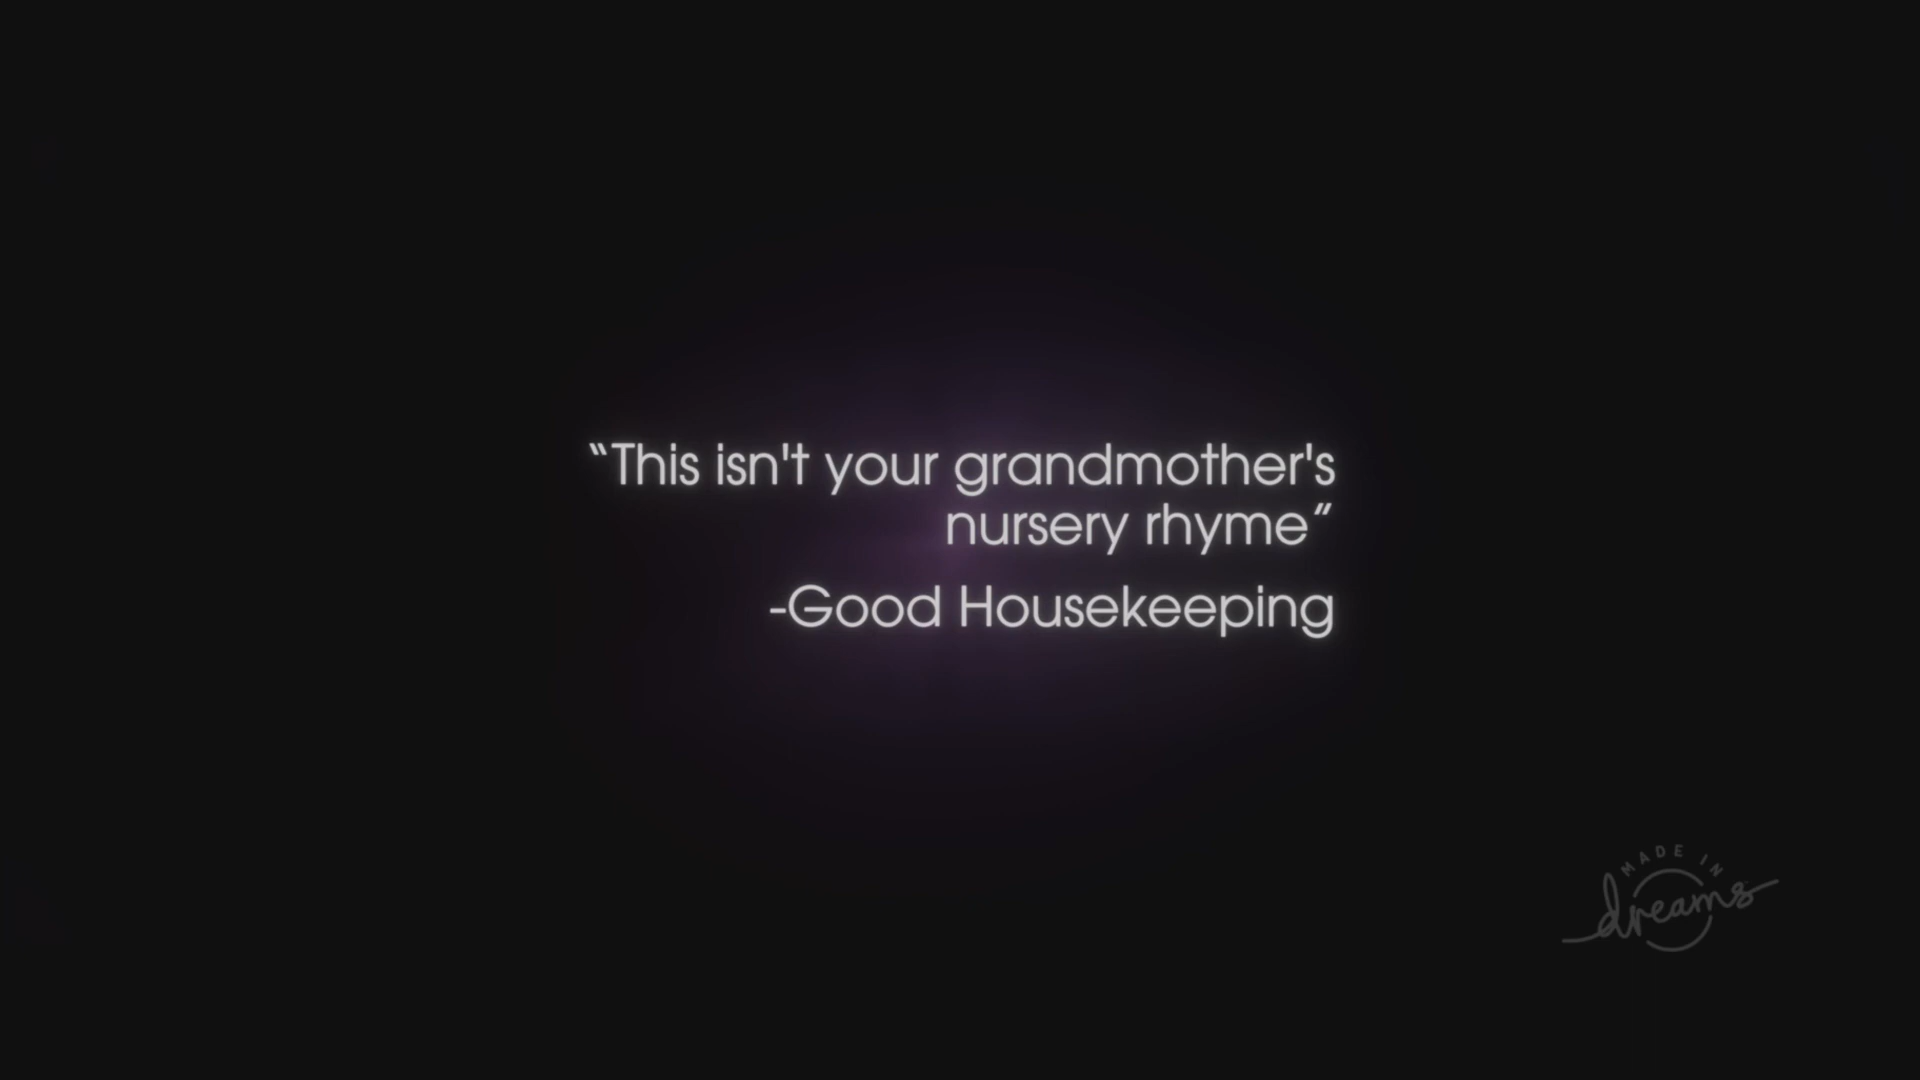 “This isn't your grandmother's
nursery rhyme”
-Good Housekeeping
MADE IN
dreams